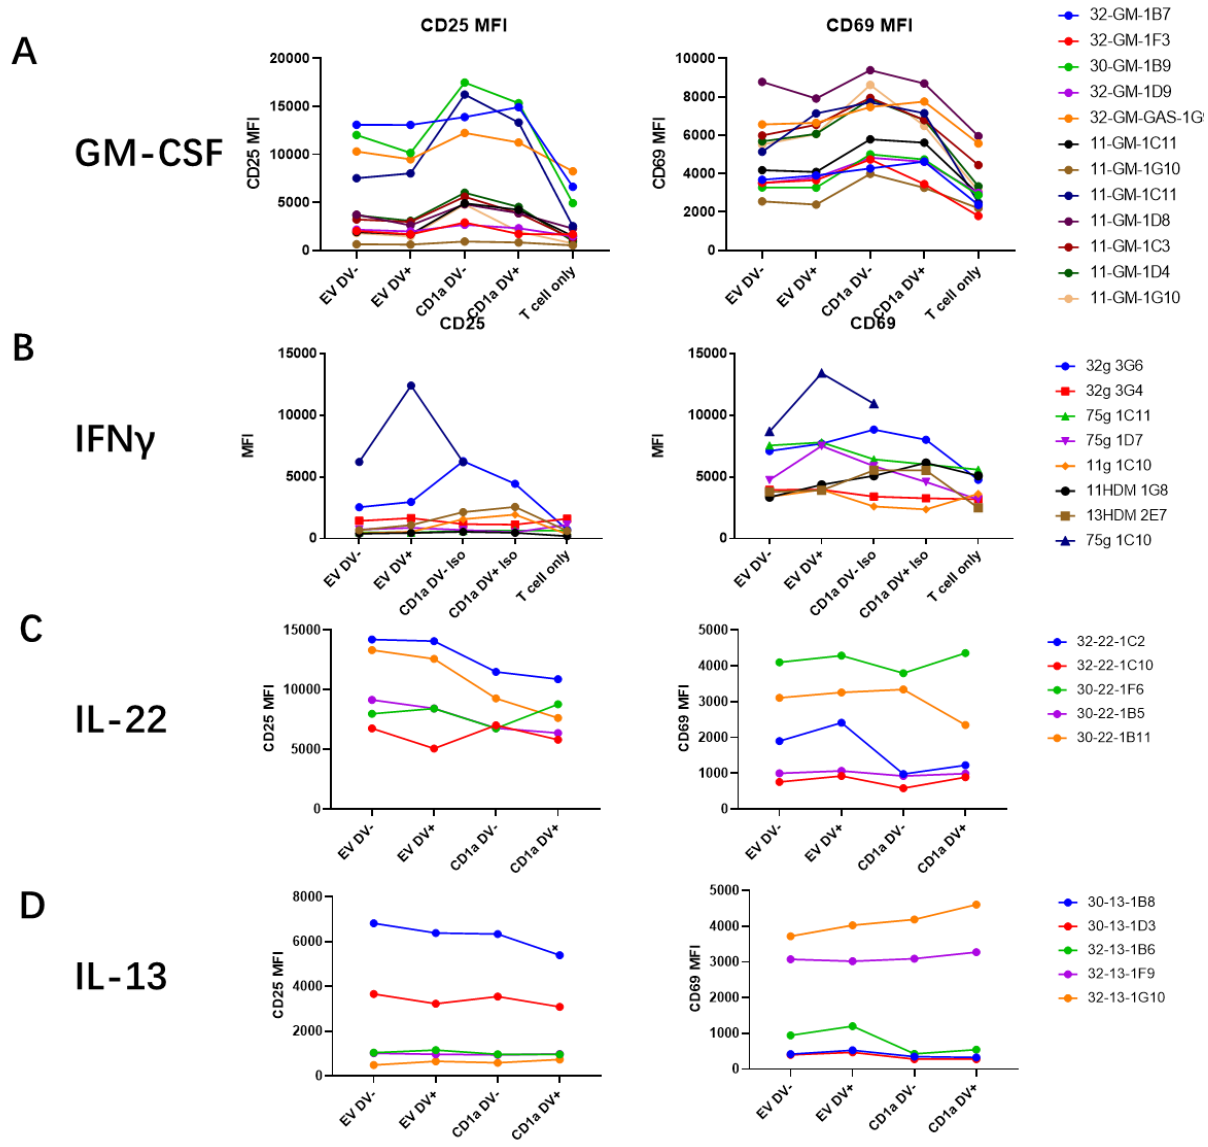 A
GM-CSF
CD25 MFI
CD25 MFI
20000
15000
10000
5000
0
EV DV-
EV DV+
CD1a DV-
CD1a DV+
T cell only
CD69 MFI
CD69 MFI
10000
8000
6000
4000
2000
0
EV DV-
EV DV+
CD1a DV-
CD1a DV+
T cell only
32-GM-1B7
32-GM-1F3
30-GM-1B9
32-GM-1D9
32-GM-GAS-1G
11-GM-1C11
11-GM-1G10
11-GM-1C11
11-GM-1D8
11-GM-1C3
11-GM-1D4
11-GM-1G10
B
IFNγ
CD25
MFI
15000
10000
5000
0
EV DV-
EV DV+
CD1a DV- Iso
CD1a DV+ Iso
T cell only
CD69
MFI
15000
10000
5000
0
EV DV-
EV DV+
CD1a DV- Iso
CD1a DV+ Iso
T cell only
32g 3G6
32g 3G4
75g 1C11
75g 1D7
11g 1C10
11HDM 1G8
13HDM 2E7
75g 1C10
C
IL-22
CD25 MFI
15000
10000
5000
0
EV DV-
EV DV+
CD1a DV-
CD1a DV+
CD69 MFI
5000
4000
3000
2000
1000
0
EV DV-
EV DV+
CD1a DV-
CD1a DV+
32-22-1C2
32-22-1C10
30-22-1F6
30-22-1B5
30-22-1B11
D
IL-13
CD25 MFI
8000
6000
4000
2000
0
EV DV-
EV DV+
CD1a DV-
CD1a DV+
CD69 MFI
5000
4000
3000
2000
1000
0
EV DV-
EV DV+
CD1a DV-
CD1a DV+
30-13-1B8
30-13-1D3
32-13-1B6
32-13-1F9
32-13-1G10